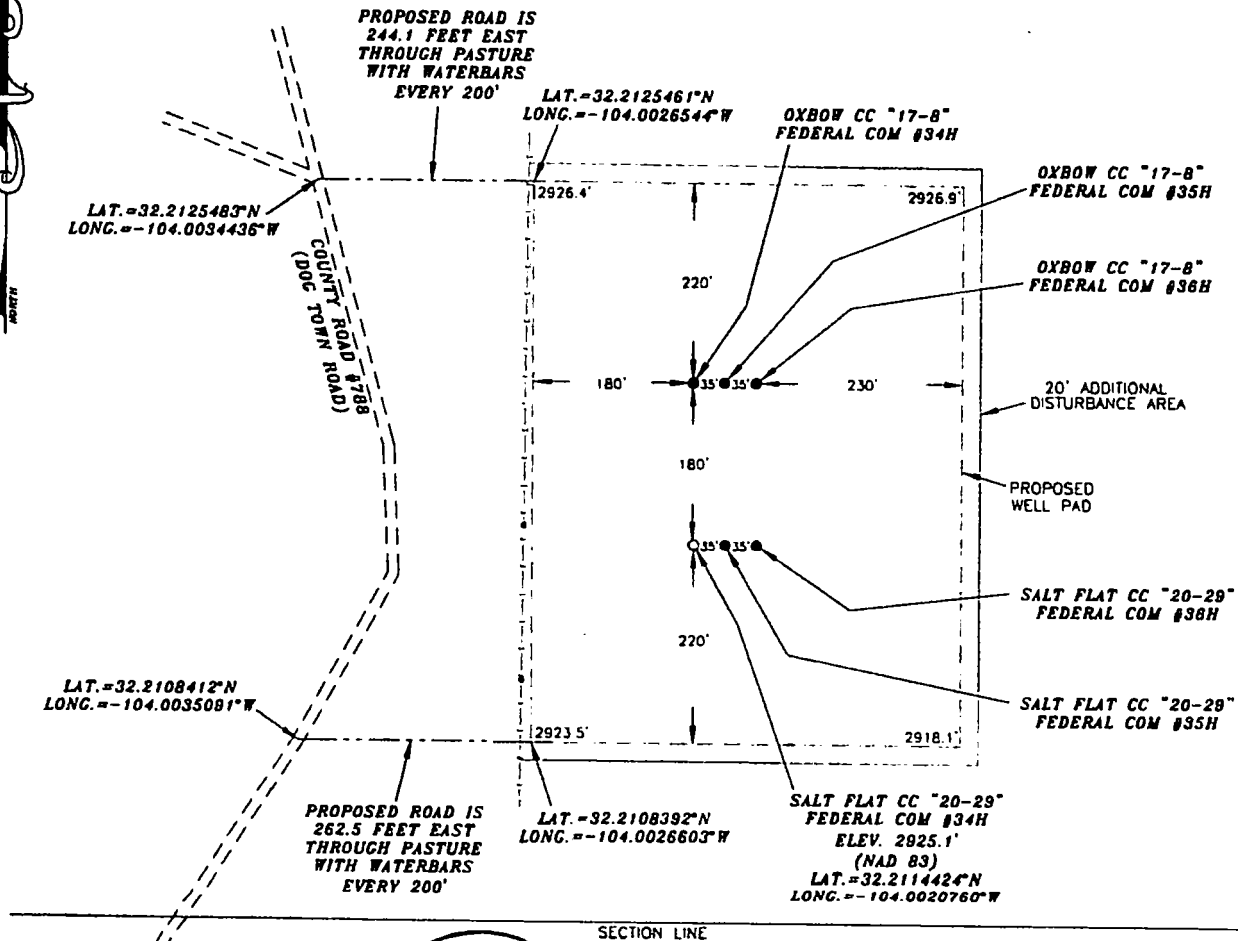 PROPOSED ROAD IS
244.1 FEET EAST
THROUGH PASTURE
WITH WATERBARS
EVERY 200'
LAT.=32.2125461°N
LONG.=-104.0026544°W
OXBOW CC "17-8"
FEDERAL COM #34H
OXBOW CC "17-8"
FEDERAL COM #35H
OXBOW CC "17-8"
FEDERAL COM #36H
LAT.=32.2125483°N
LONG.=-104.0034436°W
NORTH
COUNTY ROAD #788
(DOG TOWN ROAD)
2926.4'
2926.9'
220'
180'
35'
35'
230'
20' ADDITIONAL
DISTURBANCE AREA
180'
PROPOSED
WELL PAD
35'
35'
220'
SALT FLAT CC "20-29"
FEDERAL COM #36H
SALT FLAT CC "20-29"
FEDERAL COM #35H
LAT.=32.2108412°N
LONG.=-104.0035091°W
2923.5'
2918.1'
PROPOSED ROAD IS
262.5 FEET EAST
THROUGH PASTURE
WITH WATERBARS
EVERY 200'
LAT.=32.2108392°N
LONG.=-104.0026603°W
SALT FLAT CC "20-29"
FEDERAL COM #34H
ELEV. 2925.1'
(NAD 83)
LAT.=32.2114424°N
LONG.=-104.0020760°W
SECTION LINE